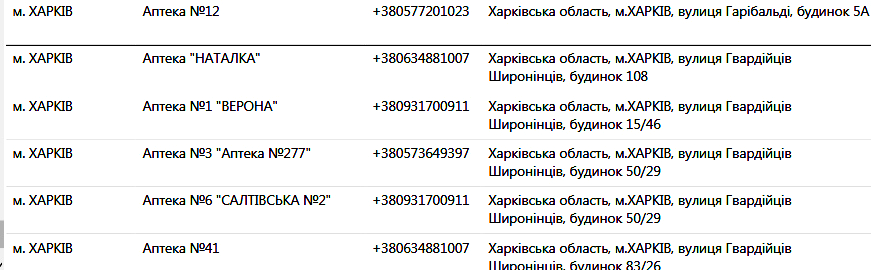 м. ХАРКІВ Аптека №12 +380577201023 Харківська область, м.ХАРКІВ, вулиця Гарібальді, будинок 5А
м. ХАРКІВ Аптека "НАТАЛКА" +380634881007 Харківська область, м.ХАРКІВ, вулиця Гвардійців
Широнінців, будинок 108
м. ХАРКІВ Аптека №1 "ВЕРОНА" +380931700911 Харківська область, м.ХАРКІВ, вулиця Гвардійців
Широнінців, будинок 15/46
м. ХАРКІВ Аптека №3 "Аптека №277" +380573649397 Харківська область, м.ХАРКІВ, вулиця Гвардійців
Широнінців, будинок 50/29
м. ХАРКІВ Аптека №6 "САЛТІВСЬКА №2" +380931700911 Харківська область, м.ХАРКІВ, вулиця Гвардійців
Широнінців, будинок 50/29
м. ХАРКІВ Аптека №41 +380634881007 Харківська область, м.ХАРКІВ, вулиця Гвардійців
Широнінців, будинок 83/26